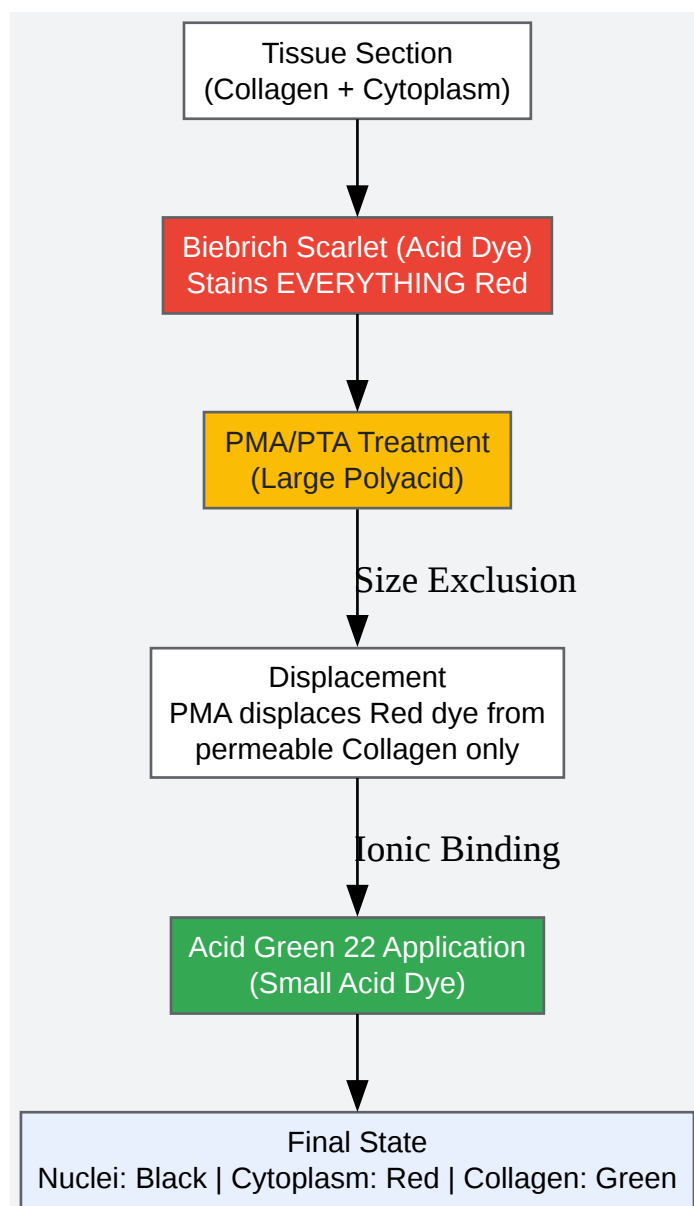 Tissue Section
(Collagen + Cytoplasm)
Biebrich Scarlet (Acid Dye)
Stains EVERYTHING Red
PMA/PTA Treatment
(Large Polyacid)
Size Exclusion
Displacement
PMA displaces Red dye from
permeable Collagen only
Ionic Binding
Acid Green 22 Application
(Small Acid Dye)
Final State
Nuclei: Black | Cytoplasm: Red | Collagen: Green